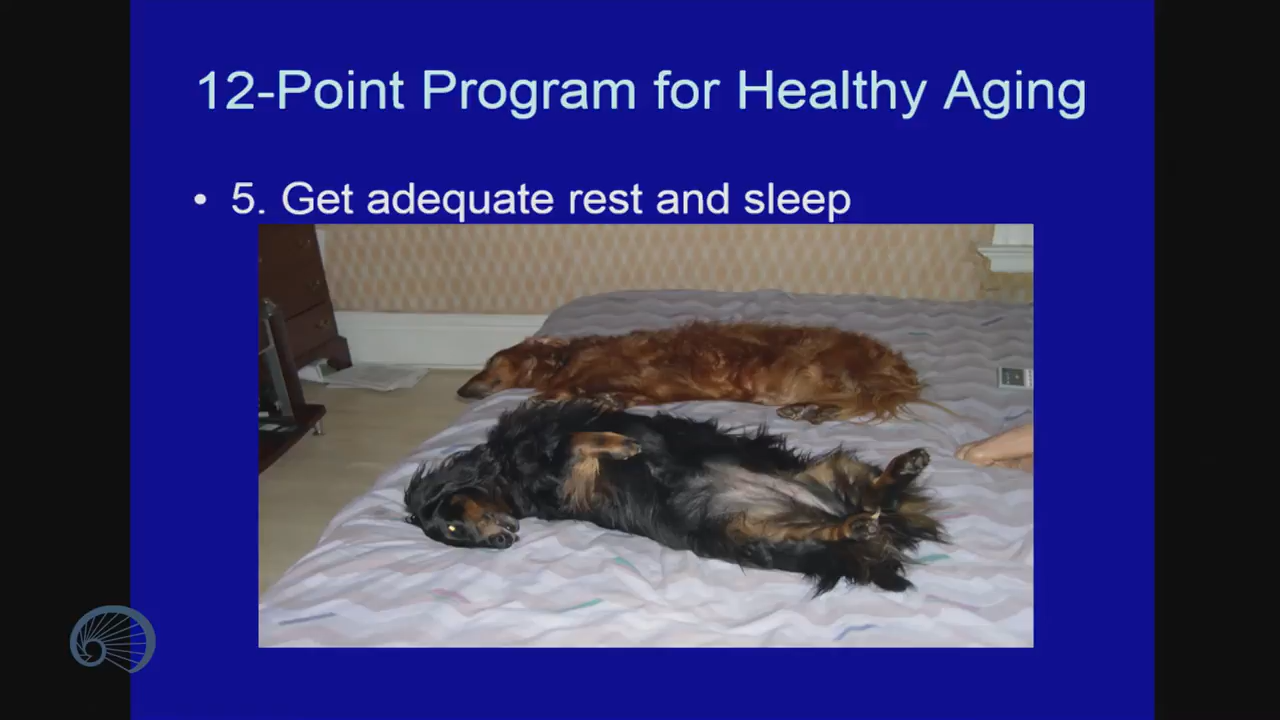 12-Point Program for Healthy Aging
• 5. Get adequate rest and sleep